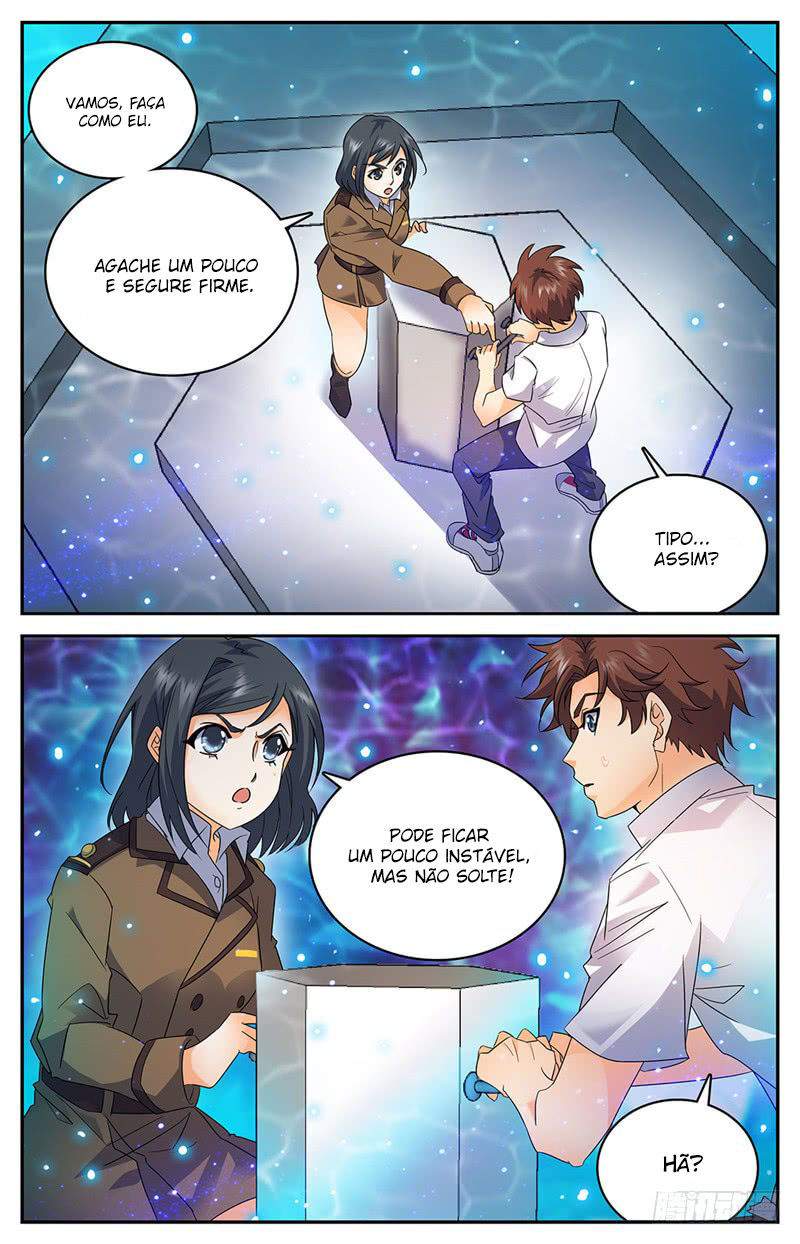 VAMOS, FAÇA
COMO EU.
AGACHE UM POUCO
E SEGURE FIRME.
TIPO...
ASSIM?
PODE FICAR
UM POUCO INSTÁVEL,
MAS NÃO SOLTE!
HÃ?